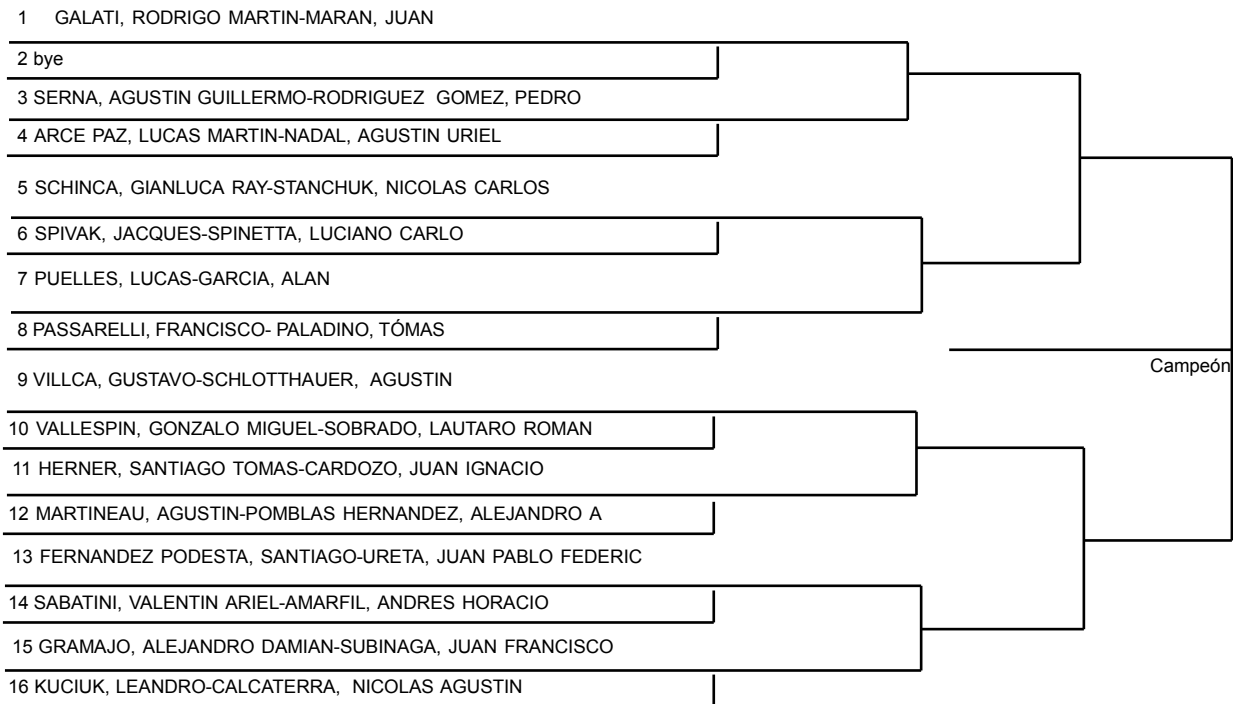 1 GALATI, RODRIGO MARTIN-MARAN, JUAN
2 bye
3 SERNA, AGUSTIN GUILLERMO-RODRIGUEZ GOMEZ, PEDRO
4 ARCE PAZ, LUCAS MARTIN-NADAL, AGUSTIN URIEL
5 SCHINCA, GIANLUCA RAY-STANCHUK, NICOLAS CARLOS
6 SPIVAK, JACQUES-SPINETTA, LUCIANO CARLO
7 PUELLES, LUCAS-GARCIA, ALAN
8 PASSARELLI, FRANCISCO- PALADINO, TÓMAS
Campeón
9 VILLCA, GUSTAVO-SCHLOTTHAUER, AGUSTIN
10 VALLESPIN, GONZALO MIGUEL-SOBRADO, LAUTARO ROMAN
11 HERNER, SANTIAGO TOMAS-CARDOZO, JUAN IGNACIO
12 MARTINEAU, AGUSTIN-POMBLAS HERNANDEZ, ALEJANDRO A
13 FERNANDEZ PODESTA, SANTIAGO-URETA, JUAN PABLO FEDERIC
14 SABATINI, VALENTIN ARIEL-AMARFIL, ANDRES HORACIO
15 GRAMAJO, ALEJANDRO DAMIAN-SUBINAGA, JUAN FRANCISCO
16 KUCIUK, LEANDRO-CALCATERRA, NICOLAS AGUSTIN